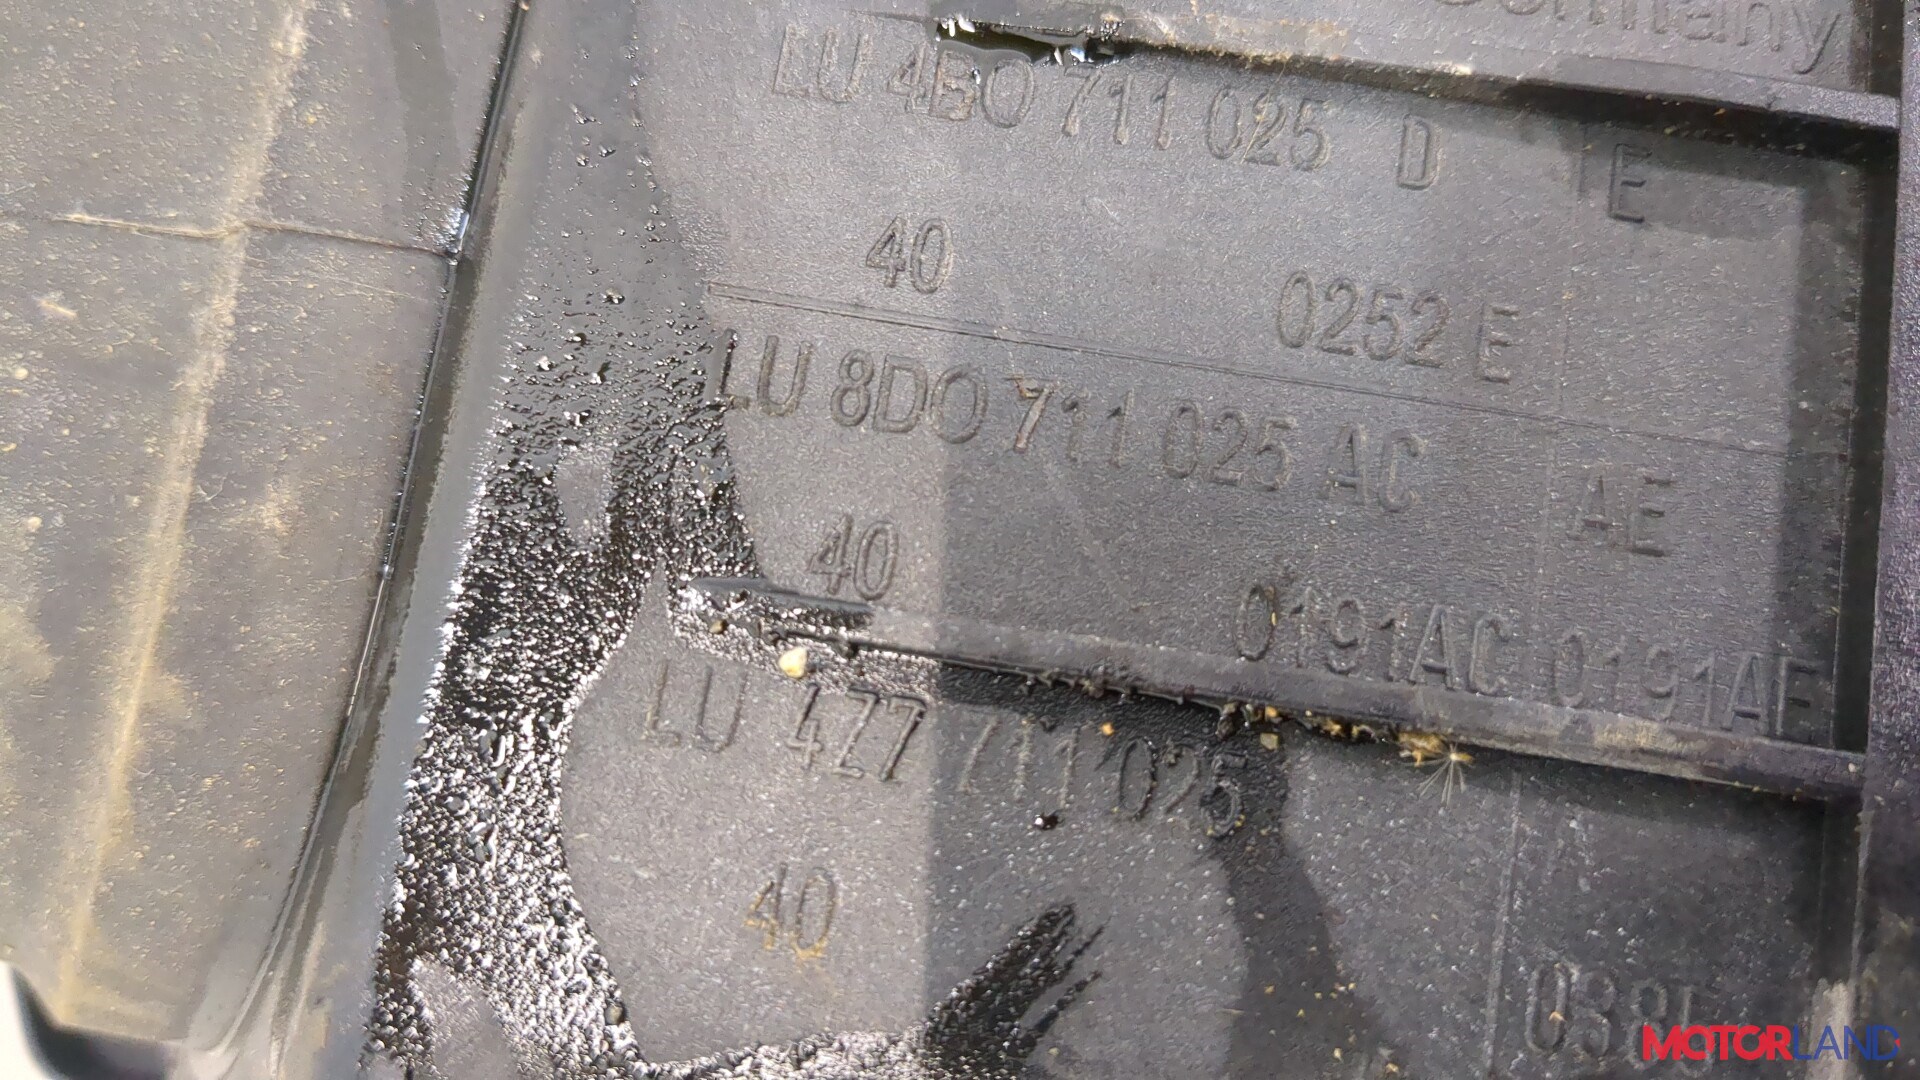 Germany
LU 4B0 711 025 D E
40 0252 E
LU 8D0 711 025 AC AE
40 0191AC 0191AE
LU 4Z7 711 025
40
MOTORLAND